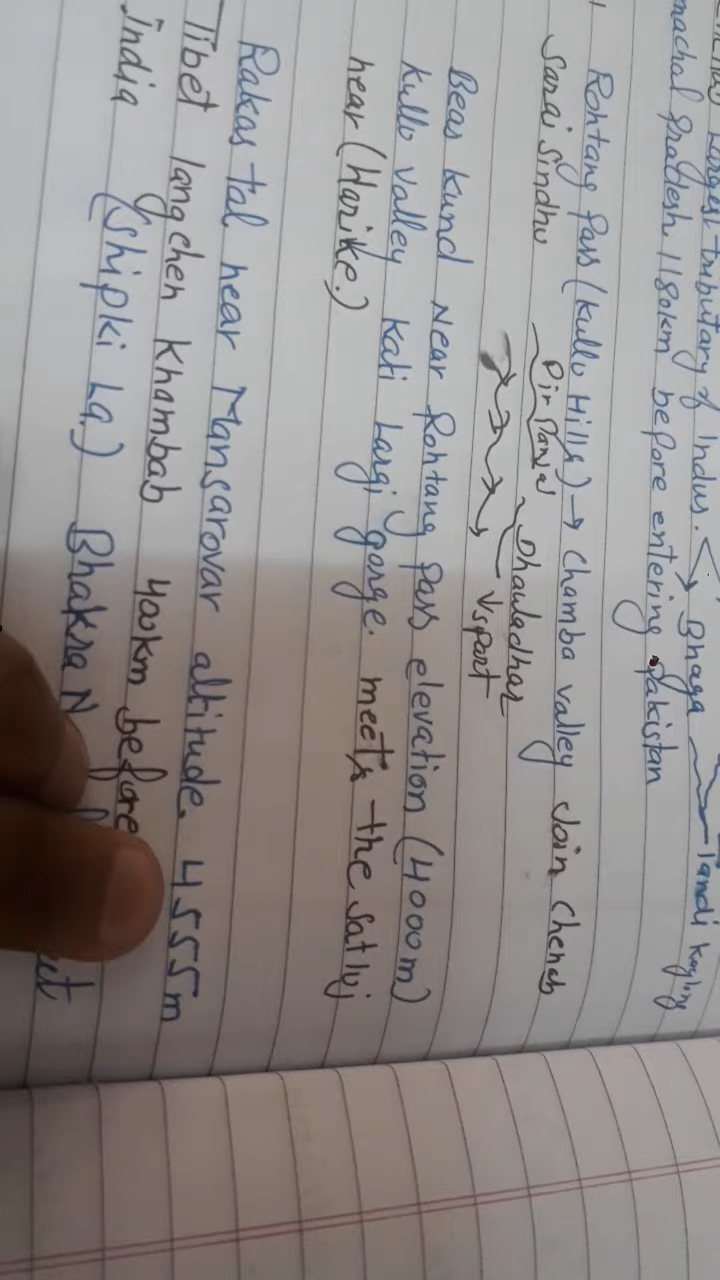 Largest tributary of Indus. Bhaga Tandi
machal Pradesh 1180km before entering Pakistan
Rohtang Pass (Kullu Hills) → Chamba valley Join Chenab
Sarai Sindhu
Pir Panjal Dhauladhar
Beas Kund Near Rohtang Pass elevation (4000m)
Kullu valley Kati Largi gorge. meets the Satluj
near (Harike.)
Rakas tal near Mansarovar altitude. 4555m
Tibet langchen Khambab 400km before
India (Shipki La.) Bhakra N